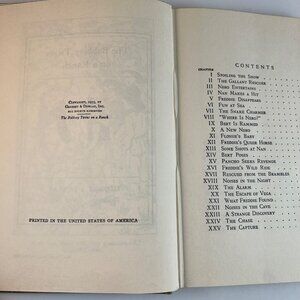 Copyright, 1935, by
Grosset & Dunlap, Inc.
All Rights Reserved
The Bobbsey Twins on a Ranch
PRINTED IN THE UNITED STATES OF AMERICA
CONTENTS
CHAPTER
I Spoiling the Show
II The Gallant Rescuer
III Nero Entertains
IV Nan Makes a Hit
V Freddie Disappears
VI Fun at Sea
VII The Snake Charmer
VIII "Where Is Nero?"
IX Bert Is Rammed
X A New Nero
XI Flossie's Baby
XII Freddie's Queer Horse
XIII Some Shots at Nan
XIV Bert Poses
XV Pancho Seeks Revenge
XVI Freddie's Wild Ride
XVII Rescued from the Brambles
XVIII Noises in the Night
XIX The Alarm
XX The Escape of Vega
XXI What Freddie Found
XXII Noises in the Cave
XXIII A Strange Discovery
XXIV The Chase
XXV The Capture